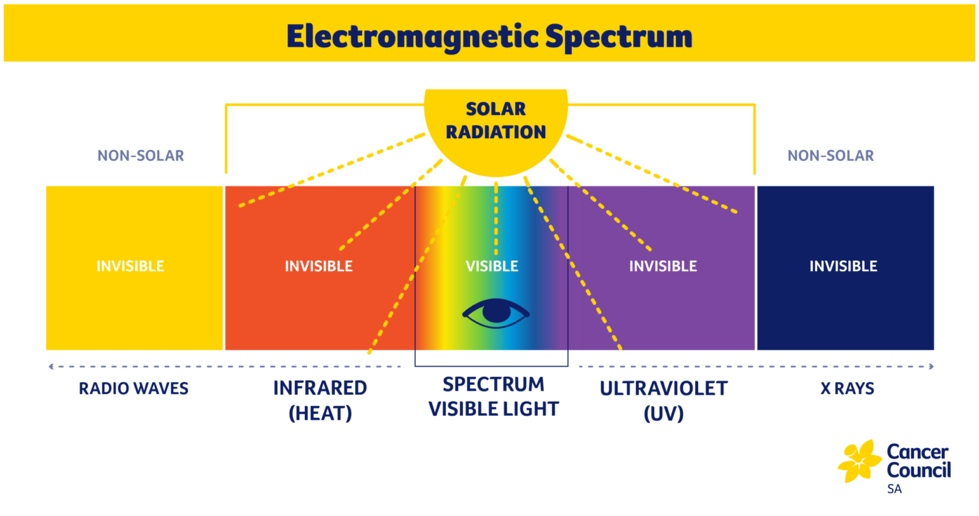 Electromagnetic Spectrum
SOLAR
RADIATION
NON-SOLAR
NON-SOLAR
INVISIBLE
INVISIBLE
VISIBLE
INVISIBLE
INVISIBLE
RADIO WAVES
INFRARED
(HEAT)
SPECTRUM
VISIBLE LIGHT
ULTRAVIOLET
(UV)
X RAYS
Cancer
Council
SA